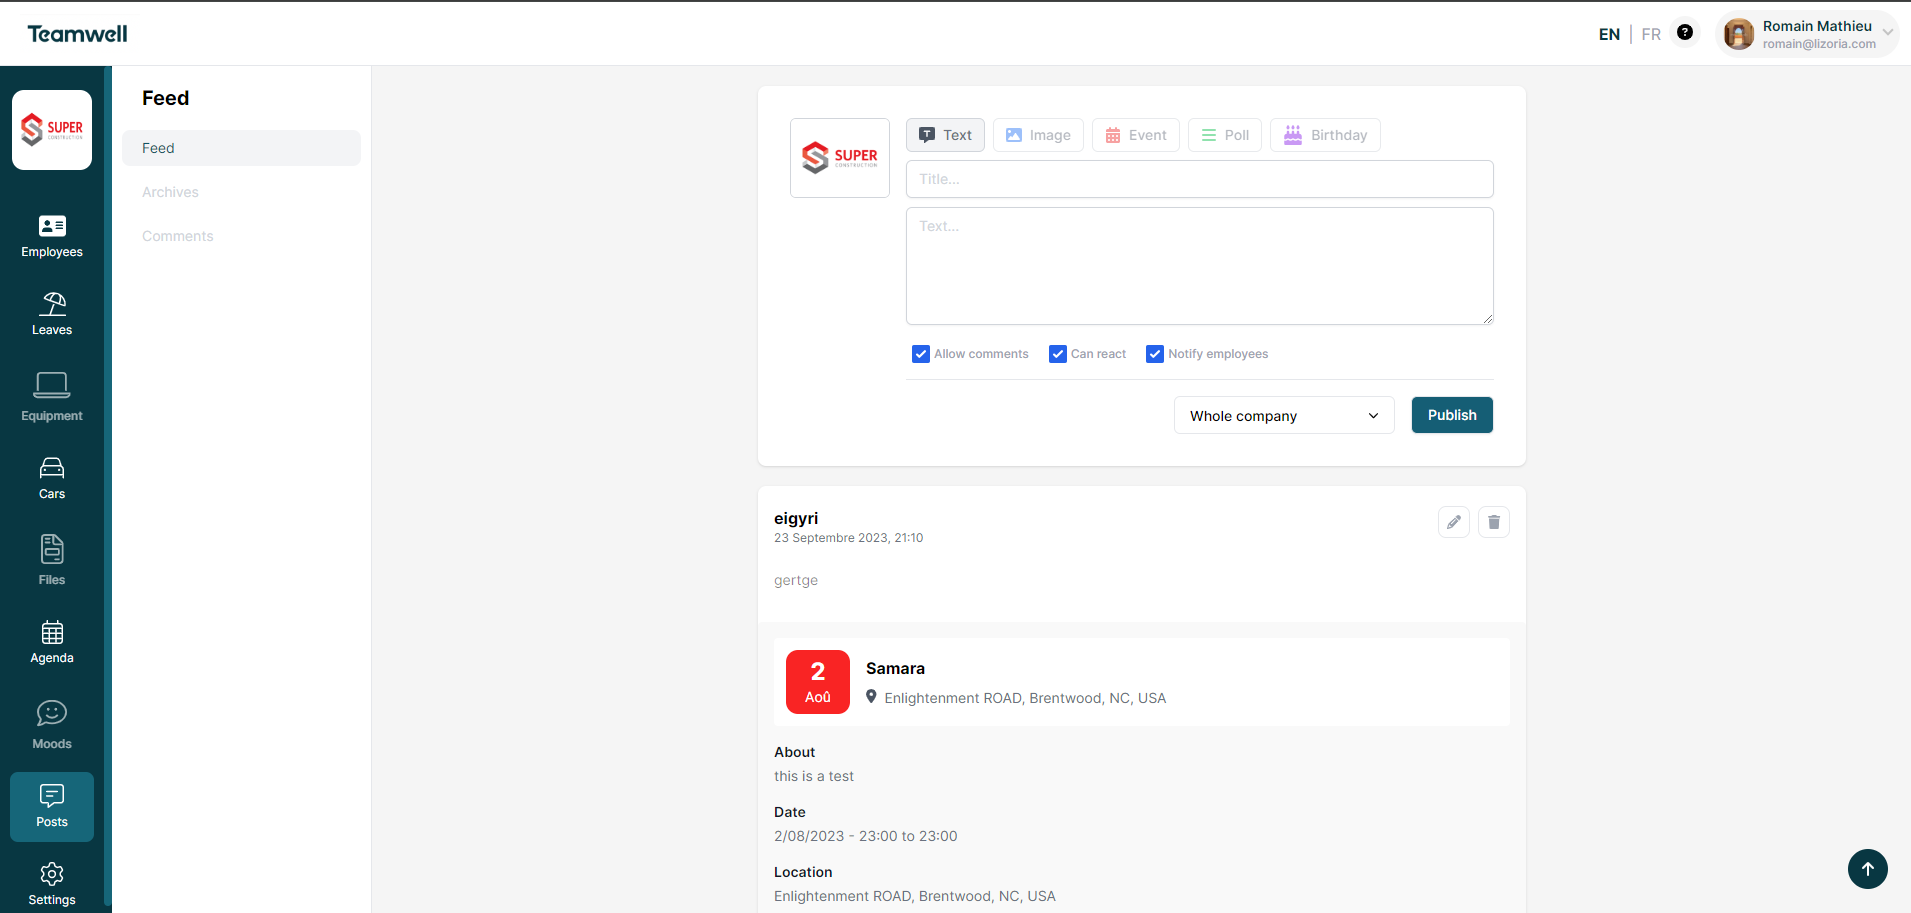 Teamwell
EN | FR
?
Romain Mathieu
romain@lizoria.com
SUPER
CONSTRUCTION
Employees
Leaves
Equipment
Cars
Files
Agenda
Moods
Posts
Settings
Feed
Feed
Archives
Comments
SUPER
CONSTRUCTION
T Text
Image
Event
Poll
Birthday
Title...
Text...
Allow comments
Can react
Notify employees
Whole company
Publish
eigyri
23 Septembre 2023, 21:10
gertge
2
Aoû
Samara
Enlightenment ROAD, Brentwood, NC, USA
About
this is a test
Date
2/08/2023 - 23:00 to 23:00
Location
Enlightenment ROAD, Brentwood, NC, USA